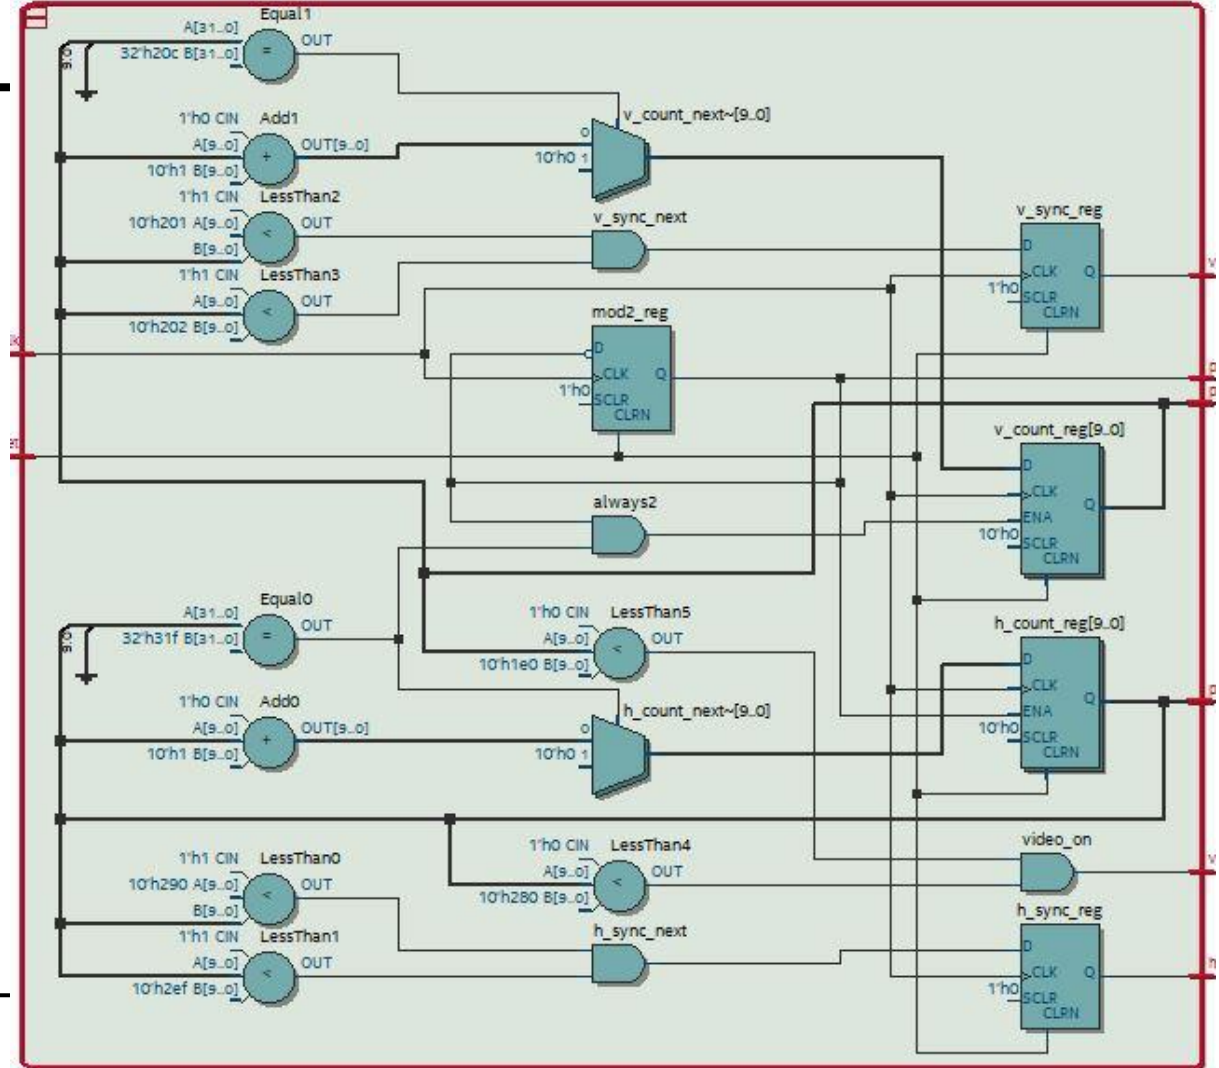 Equal1
A[31..0]
OUT
9:0
32'h20c B[31..0]
=
1'h0 CIN
Add1
A[9..0]
OUT[9..0]
+
10'h1 B[9..0]
v_count_next~[9..0]
0
10'h0 1
1'h1 CIN
LessThan2
10'h201 A[9..0]
OUT
<
B[9..0]
v_sync_next
1'h1 CIN
LessThan3
A[9..0]
OUT
<
10'h202 B[9..0]
v_sync_reg
D
CLK
Q
1'h0
SCLR
CLRN
mod2_reg
D
CLK
Q
1'h0
SCLR
CLRN
v_count_reg[9..0]
D
CLK
Q
ENA
10'h0
SCLR
CLRN
always2
Equal0
A[31..0]
OUT
9:0
32'h31f B[31..0]
=
1'h0 CIN
LessThan5
A[9..0]
OUT
<
10'h1e0 B[9..0]
h_count_reg[9..0]
D
CLK
Q
ENA
10'h0
SCLR
CLRN
1'h0 CIN
Add0
A[9..0]
OUT[9..0]
+
10'h1 B[9..0]
h_count_next~[9..0]
0
10'h0 1
1'h1 CIN
LessThan0
10'h290 A[9..0]
OUT
<
B[9..0]
1'h0 CIN
LessThan4
A[9..0]
OUT
<
10'h280 B[9..0]
video_on
1'h1 CIN
LessThan1
A[9..0]
OUT
<
10'h2ef B[9..0]
h_sync_next
h_sync_reg
D
CLK
Q
1'h0
SCLR
CLRN